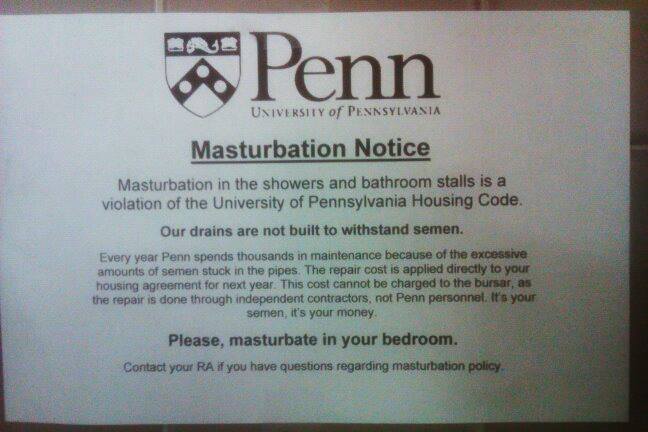 Penn
UNIVERSITY of PENNSYLVANIA
Masturbation Notice
Masturbation in the showers and bathroom stalls is a
violation of the University of Pennsylvania Housing Code.
Our drains are not built to withstand semen.
Every year Penn spends thousands in maintenance because of the excessive
amounts of semen stuck in the pipes. The repair cost is applied directly to your
housing agreement for next year. This cost cannot be charged to the bursar, as
the repair is done through independent contractors, not Penn personnel. It's your
semen, it's your money.
Please, masturbate in your bedroom.
Contact your RA if you have questions regarding masturbation policy.